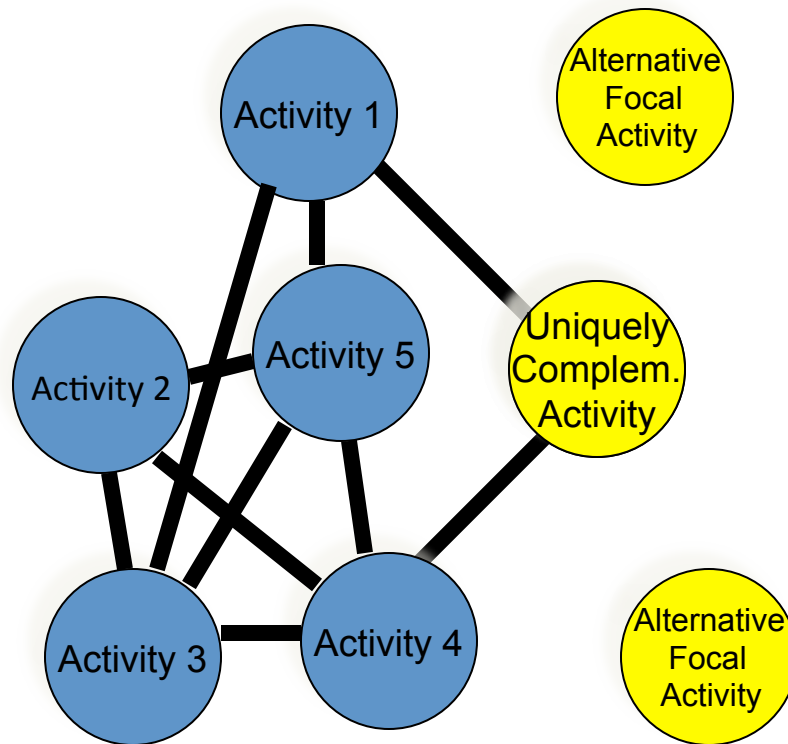 Activity 1
Alternative
Focal
Activity
Activity 2
Activity 5
Uniquely
Complem.
Activity
Activity 3
Activity 4
Alternative
Focal
Activity